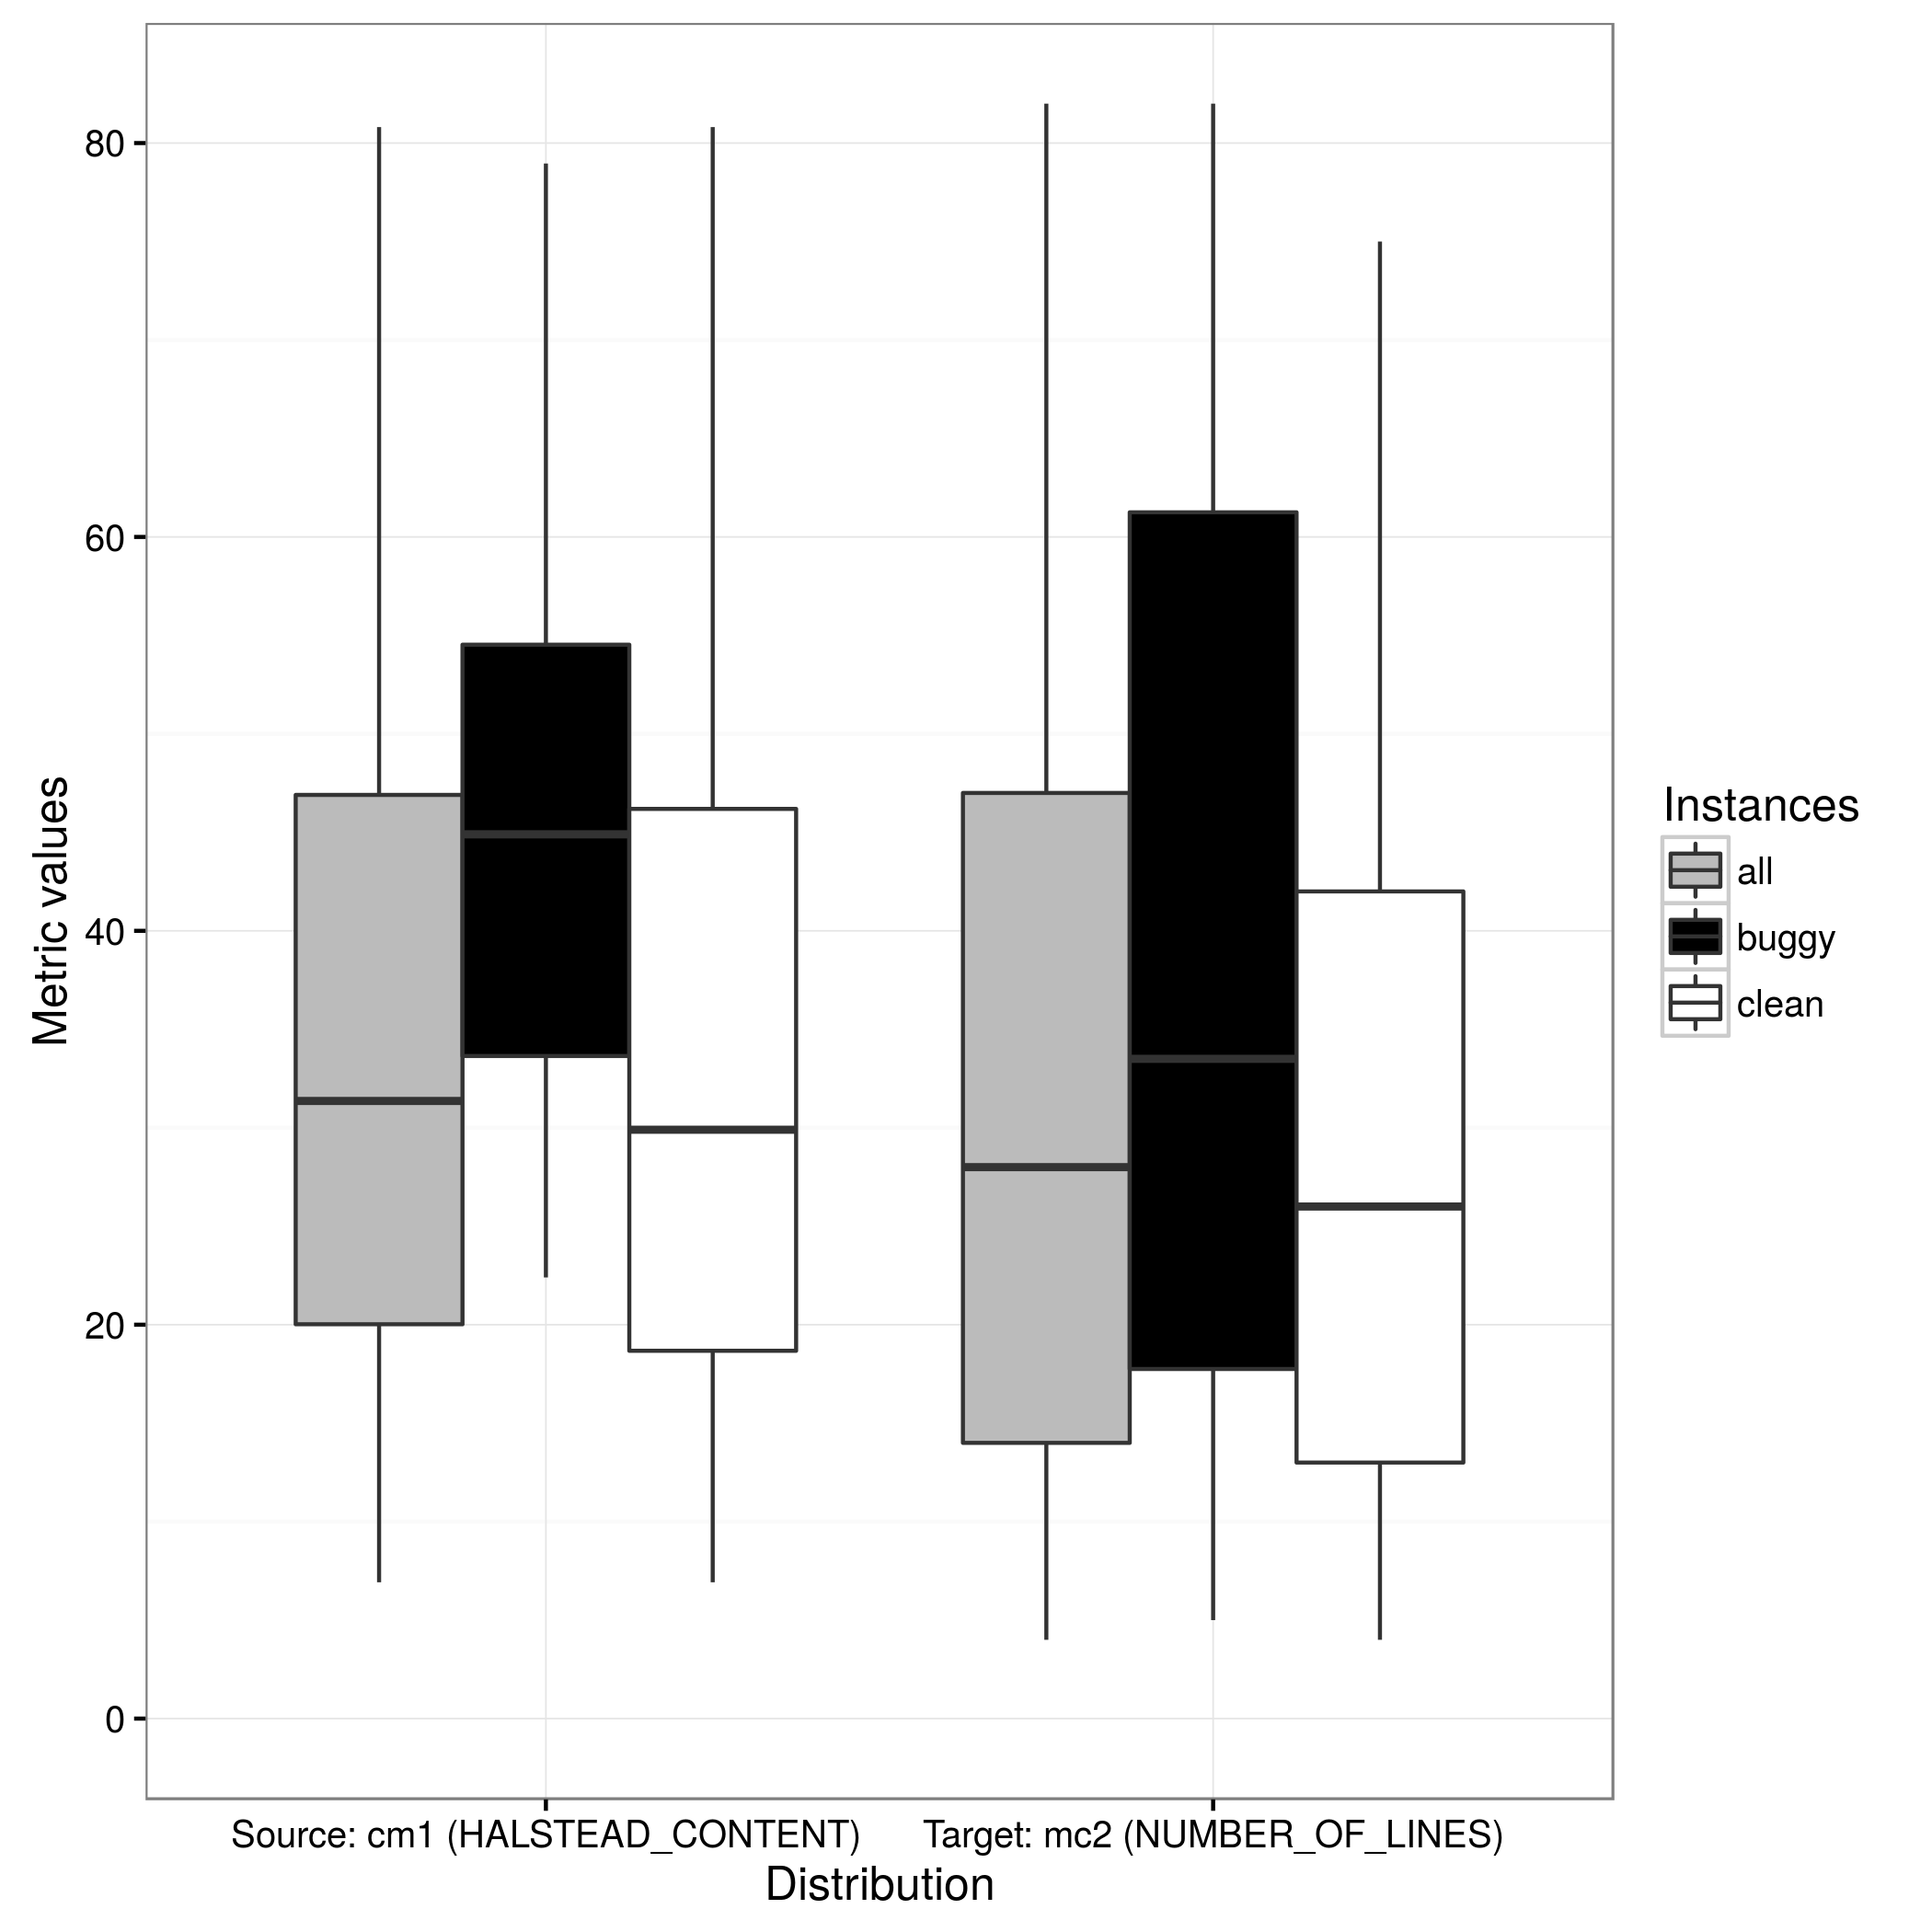 80
60
40
20
0
Metric values
Source: cm1 (HALSTEAD_CONTENT)
Target: mc2 (NUMBER_OF_LINES)
Distribution
Instances
all
buggy
clean